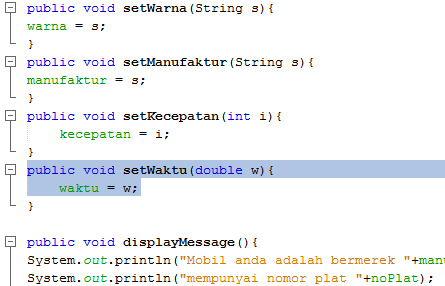 public void setWarna(String s){
warna = s;
}
public void setManufaktur(String s){
manufaktur = s;
}
public void setKecepatan(int i){
kecepatan = i;
}
public void setWaktu(double w){
waktu = w;
}
public void displayMessage(){
System.out.println("Mobil anda adalah bermerek "+manu
System.out.println("mempunyai nomor plat "+noPlat);